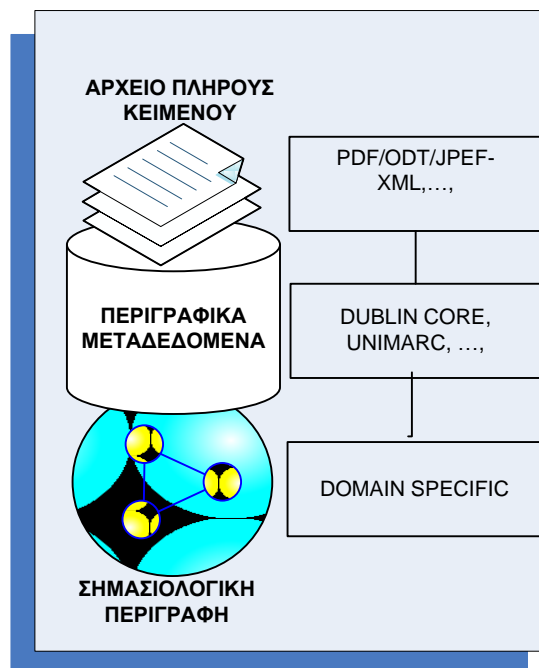 ΑΡΧΕΙΟ ΠΛΗΡΟΥΣ
ΚΕΙΜΕΝΟΥ
PDF/ODT/JPEF-
XML,…,
ΠΕΡΙΓΡΑΦΙΚΑ
ΜΕΤΑΔΕΔΟΜΕΝΑ
DUBLIN CORE,
UNIMARC, …,
DOMAIN SPECIFIC
ΣΗΜΑΣΙΟΛΟΓΙΚΗ
ΠΕΡΙΓΡΑΦΗ